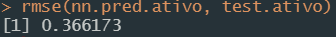 > rmse(nn.pred.ativo, test.ativo)
[1] 0.366173